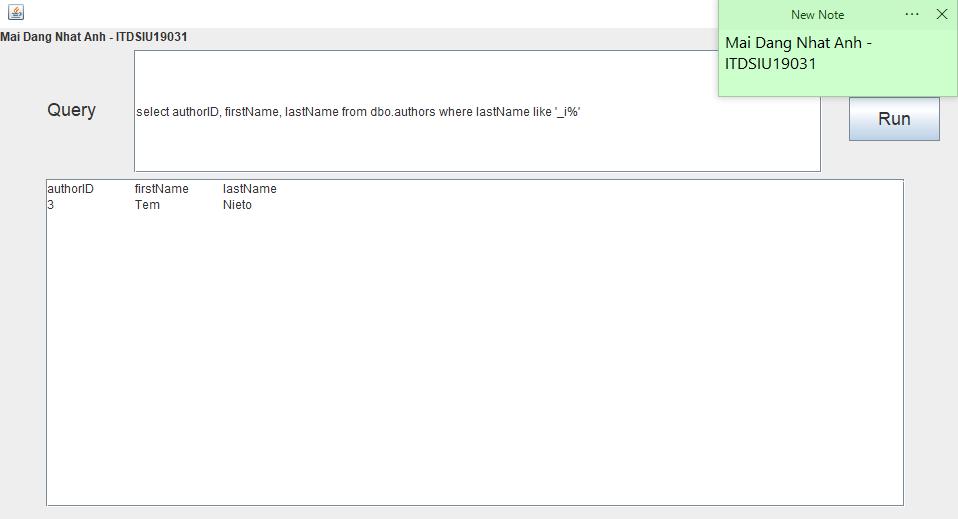 New Note
Mai Dang Nhat Anh -
ITDSIU19031
Mai Dang Nhat Anh - ITDSIU19031
Query
select authorID, firstName, lastName from dbo.authors where lastName like '_i%'
Run
authorID firstName lastName
3 Tem Nieto